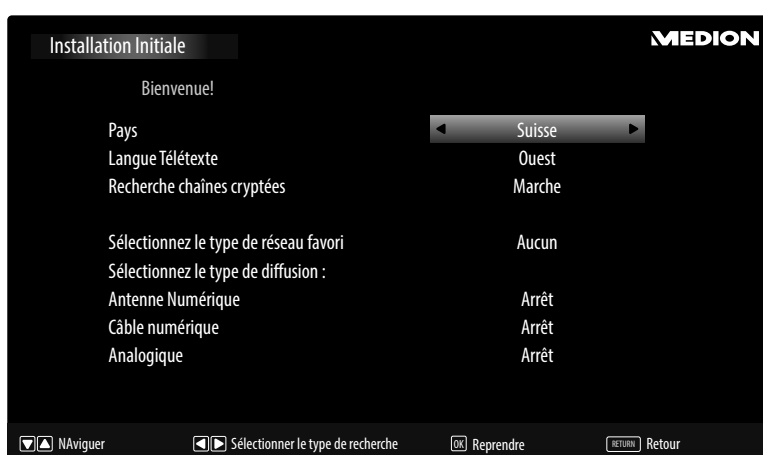 Installation Initiale
MEDION
Bienvenue!
Pays Suisse
Langue Télétexte Ouest
Recherche chaînes cryptées Marche
Sélectionnez le type de réseau favori Aucun
Sélectionnez le type de diffusion :
Antenne Numérique Arrêt
Câble numérique Arrêt
Analogique Arrêt
NAviguer Sélectionner le type de recherche OK Reprendre RETURN Retour